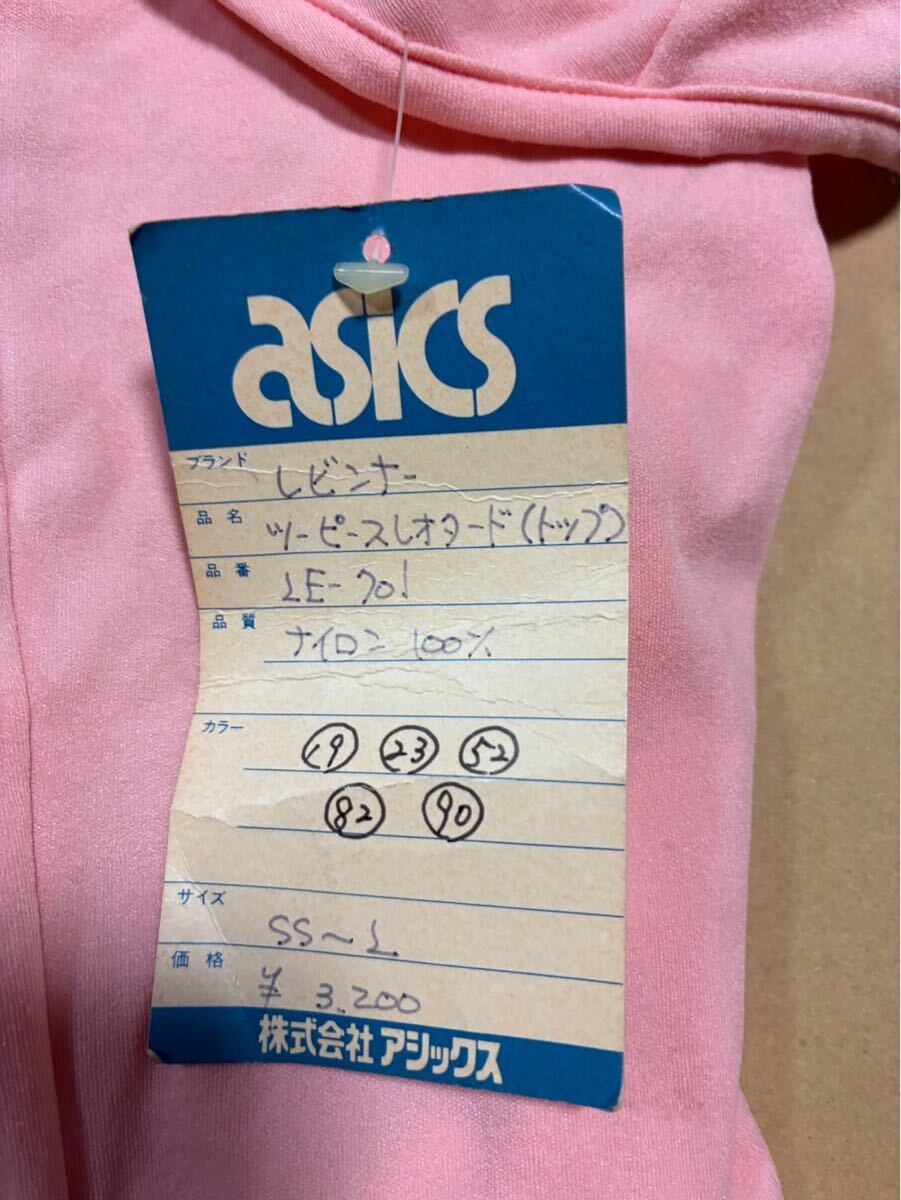 asics
ブランド レビンナー
品名 ツーピースレオタード(トップ)
品番 LE-701
品質 ナイロン 100%
カラー 19 23 52
82 90
サイズ SS~L
価格 ¥3.200
株式会社アシックス